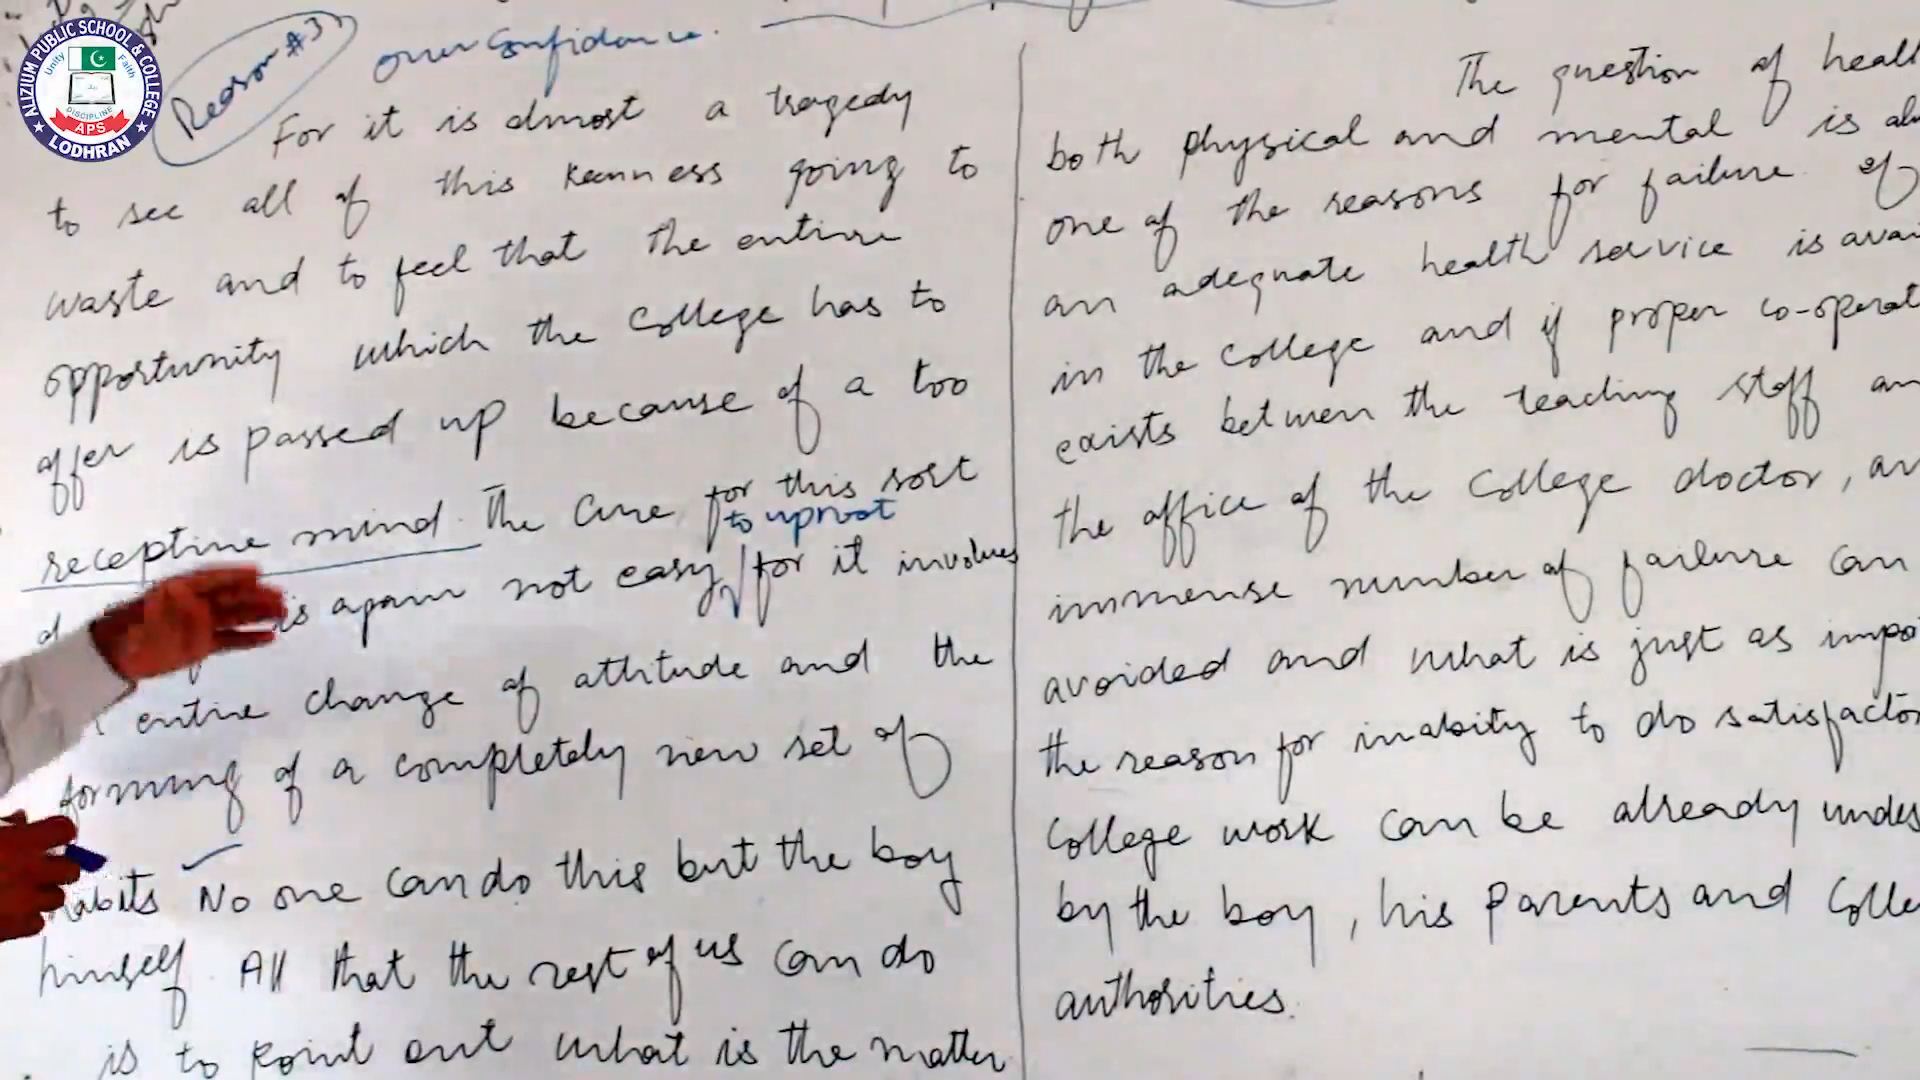 ALIZIUM PUBLIC SCHOOL & COLLEGE
Unity
Faith
DISCIPLINE
APS
LODHRAN
Reason #3
over confidance.
For it is almost a tragedy
to see all of this keenness going to
waste and to feel that the entire
opportunity which the college has to
offer is passed up because of a too
receptive mind. The Cure for this sort
to uproot
is again not easy, for it involves
entire change of attitude and the
forming of a completely new set of
habits No one can do this but the boy
himself. All that the rest of us can do
is to point out what is the matter
The question of healt
both physical and mental is alw
one of the reasons for failure. If
an adequate health service is avai
in the college and if proper co-operat
exists between the teaching staff an
the office of the college doctor, an
immense number of failure can
avoided and what is just as impo
the reason for inabity to do satisfactor
college work can be already under
by the boy, his parents and colle
authorities.